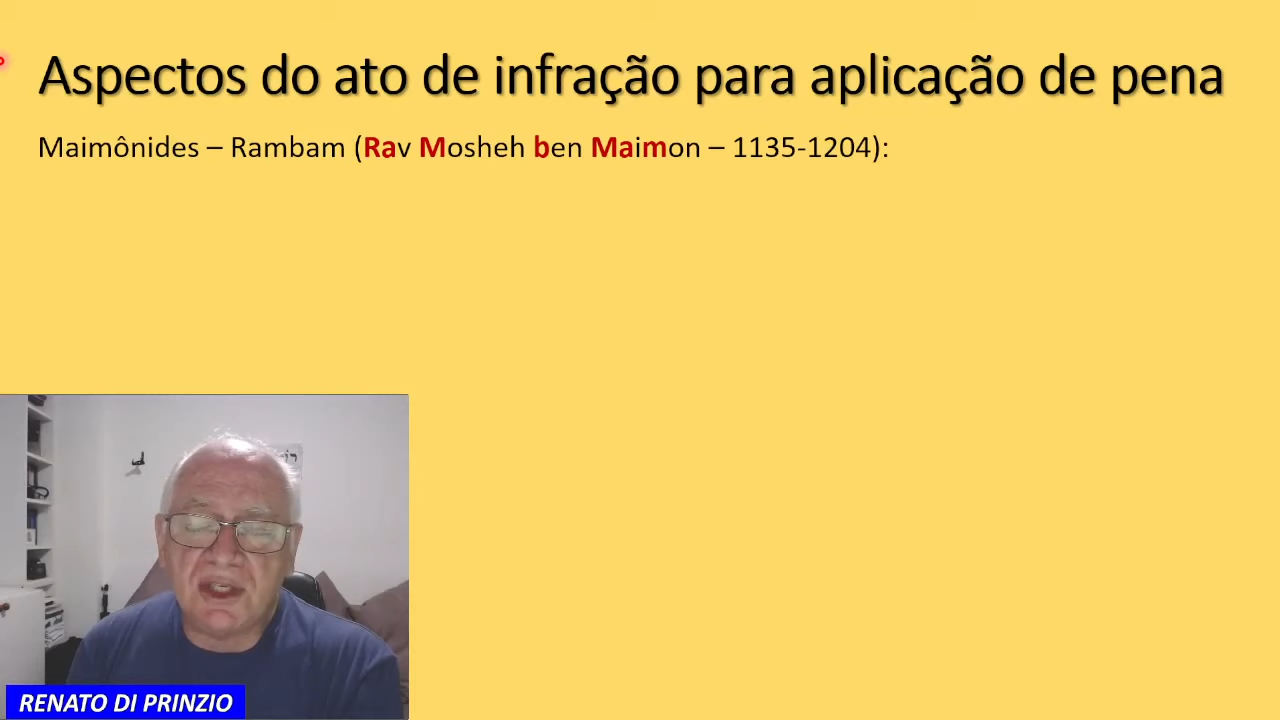 Aspectos do ato de infração para aplicação de pena
Maimônides – Rambam (Rav Mosheh ben Maimon – 1135-1204):
RENATO DI PRINZIO